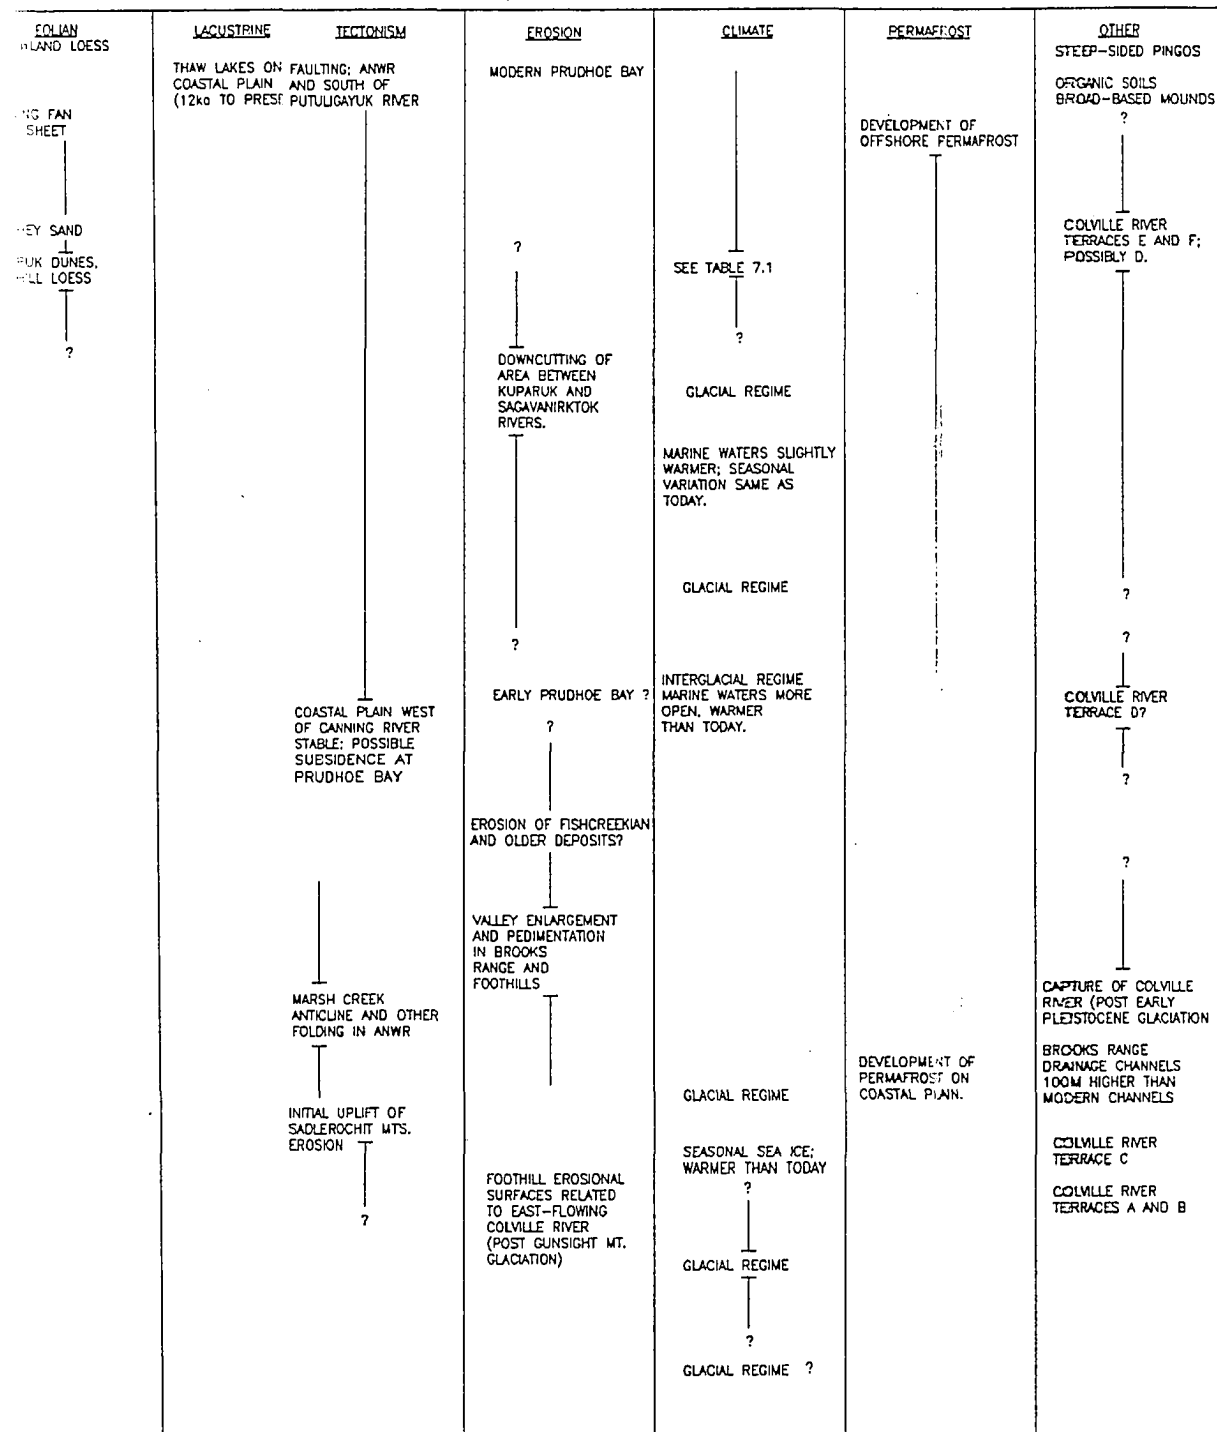 EOLIAN
LAND LOESS
FAN
SHEET
EY SAND
UK DUNES,
LL LOESS
?
LACUSTRINE
THAW LAKES ON
COASTAL PLAIN
(12ka TO PRES
TECTONISM
FAULTING; ANWR
AND SOUTH OF
PUTULIGAYUK RIVER
COASTAL PLAIN WEST
OF CANNING RIVER
STABLE; POSSIBLE
SUBSIDENCE AT
PRUDHOE BAY
MARSH CREEK
ANTICLINE AND OTHER
FOLDING IN ANWR
INITIAL UPLIFT OF
SADLEROCHIT MTS.
EROSION
?
EROSION
MODERN PRUDHOE BAY
?
DOWNCUTTING OF
AREA BETWEEN
KUPARUK AND
SAGAVANIRKTOK
RIVERS.
?
EARLY PRUDHOE BAY ?
?
EROSION OF FISHCREEKIAN
AND OLDER DEPOSITS?
VALLEY ENLARGEMENT
AND PEDIMENTATION
IN BROOKS
RANGE AND
FOOTHILLS
FOOTHILL EROSIONAL
SURFACES RELATED
TO EAST-FLOWING
COLVILLE RIVER
(POST GUNSIGHT MT.
GLACIATION)
CLIMATE
SEE TABLE 7.1
?
GLACIAL REGIME
MARINE WATERS SLIGHTLY
WARMER; SEASONAL
VARIATION SAME AS
TODAY.
GLACIAL REGIME
INTERGLACIAL REGIME
MARINE WATERS MORE
OPEN, WARMER
THAN TODAY.
GLACIAL REGIME
SEASONAL SEA ICE;
WARMER THAN TODAY
?
GLACIAL REGIME
?
GLACIAL REGIME ?
PERMAFROST
DEVELOPMENT OF
OFFSHORE PERMAFROST
DEVELOPMENT OF
PERMAFROST ON
COASTAL PLAIN.
OTHER
STEEP-SIDED PINGOS
ORGANIC SOILS
BROAD-BASED MOUNDS
?
COLVILLE RIVER
TERRACES E AND F;
POSSIBLY D.
?
?
COLVILLE RIVER
TERRACE D?
?
?
CAPTURE OF COLVILLE
RIVER (POST EARLY
PLEISTOCENE GLACIATION
BROOKS RANGE
DRAINAGE CHANNELS
100M HIGHER THAN
MODERN CHANNELS
COLVILLE RIVER
TERRACE C
COLVILLE RIVER
TERRACES A AND B